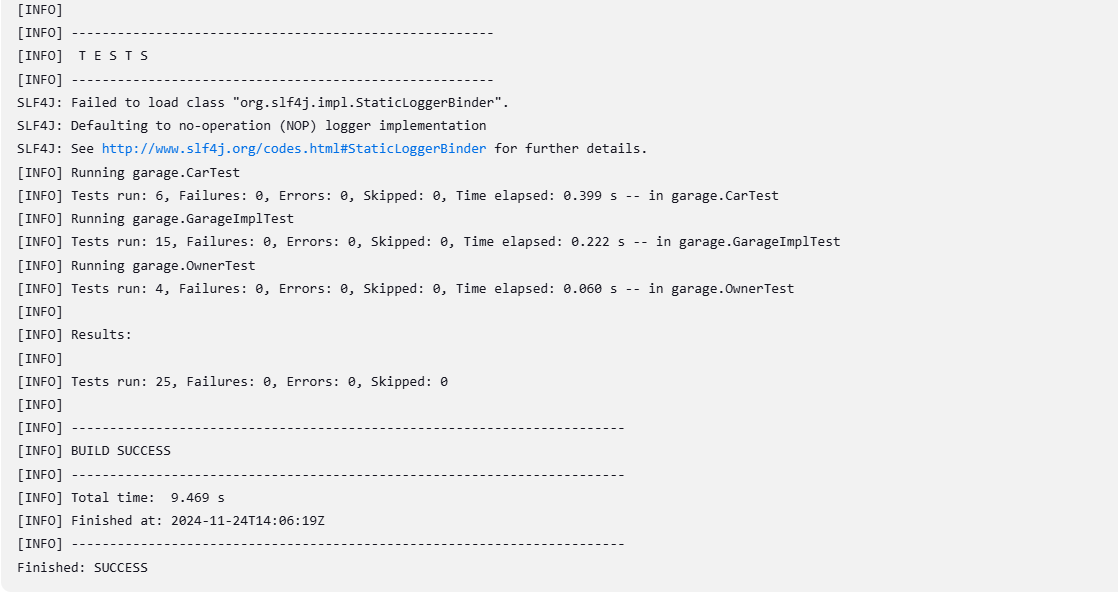 [INFO]
[INFO] -------------------------------------------------------
[INFO]  T E S T S
[INFO] -------------------------------------------------------
SLF4J: Failed to load class "org.slf4j.impl.StaticLoggerBinder".
SLF4J: Defaulting to no-operation (NOP) logger implementation
SLF4J: See http://www.slf4j.org/codes.html#StaticLoggerBinder for further details.
[INFO] Running garage.CarTest
[INFO] Tests run: 6, Failures: 0, Errors: 0, Skipped: 0, Time elapsed: 0.399 s -- in garage.CarTest
[INFO] Running garage.GarageImplTest
[INFO] Tests run: 15, Failures: 0, Errors: 0, Skipped: 0, Time elapsed: 0.222 s -- in garage.GarageImplTest
[INFO] Running garage.OwnerTest
[INFO] Tests run: 4, Failures: 0, Errors: 0, Skipped: 0, Time elapsed: 0.060 s -- in garage.OwnerTest
[INFO]
[INFO] Results:
[INFO]
[INFO] Tests run: 25, Failures: 0, Errors: 0, Skipped: 0
[INFO]
[INFO] ------------------------------------------------------------------------
[INFO] BUILD SUCCESS
[INFO] ------------------------------------------------------------------------
[INFO] Total time:  9.469 s
[INFO] Finished at: 2024-11-24T14:06:19Z
[INFO] ------------------------------------------------------------------------
Finished: SUCCESS